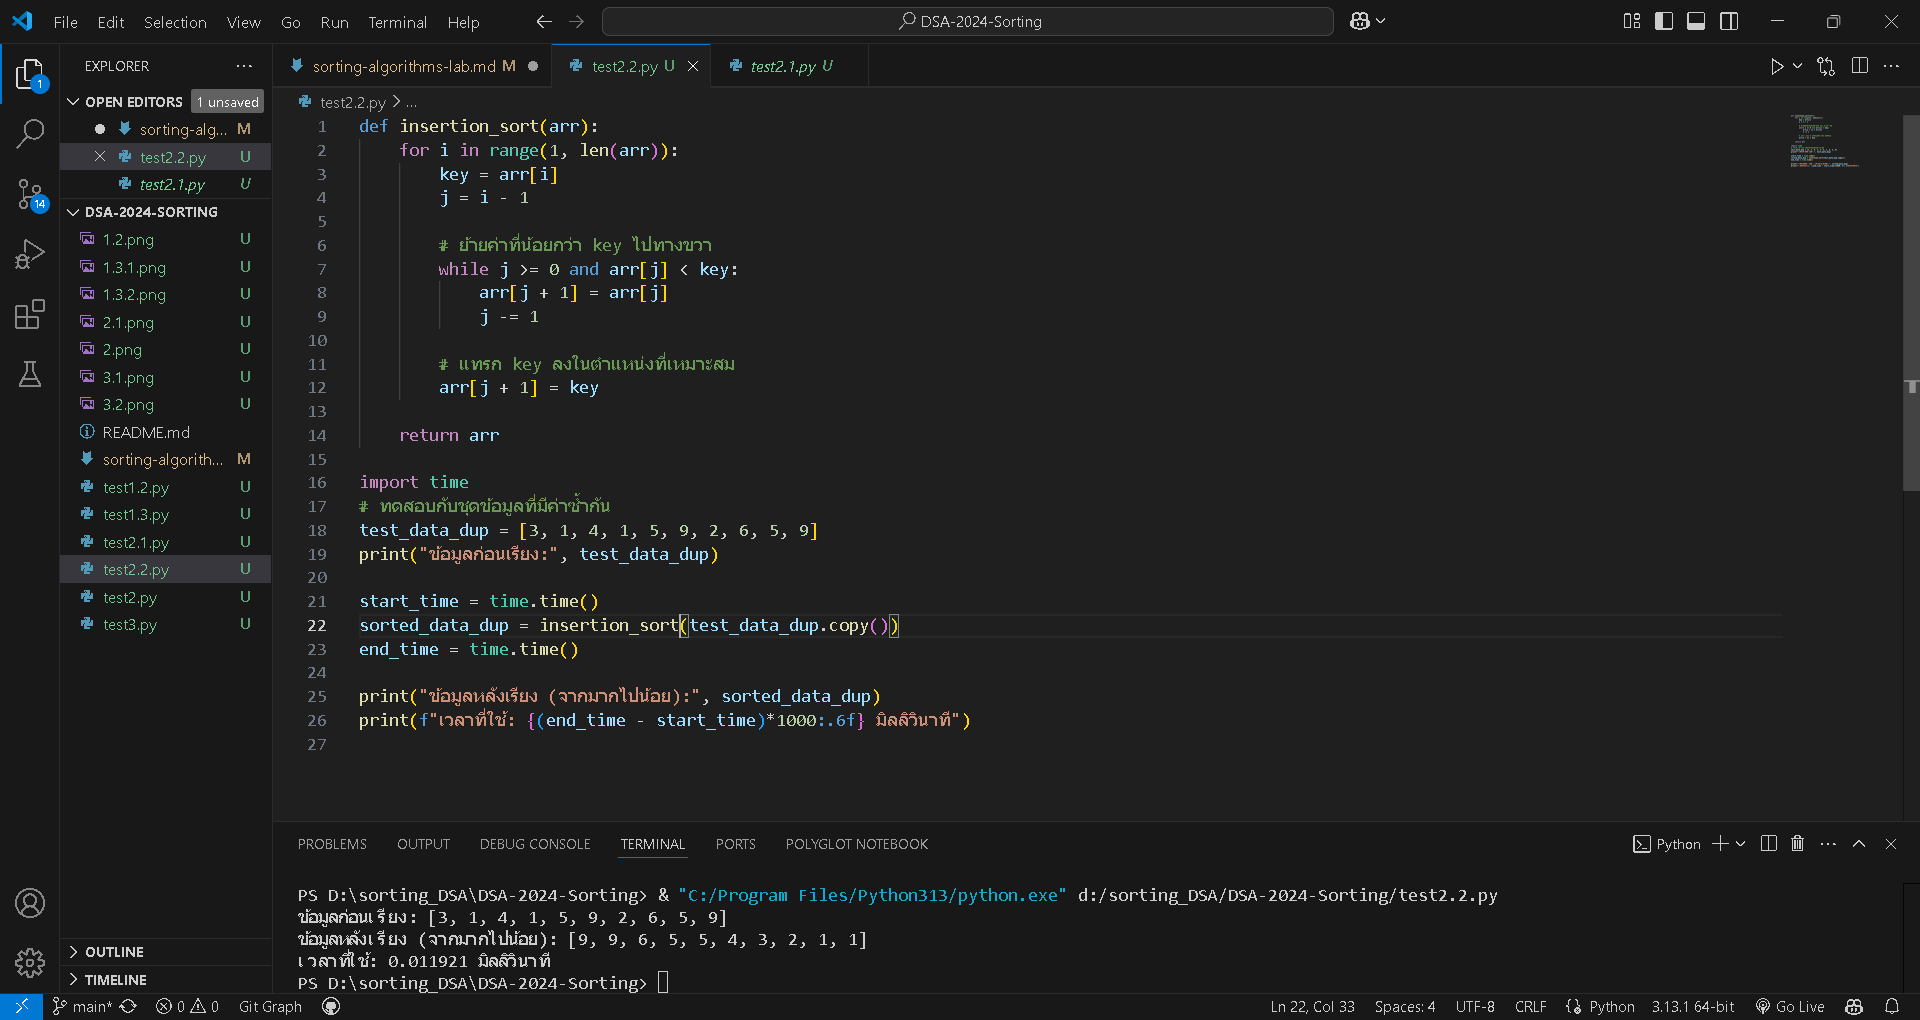 File Edit Selection View Go Run Terminal Help
DSA-2024-Sorting
EXPLORER
OPEN EDITORS 1 unsaved
sorting-alg... M
test2.2.py U
test2.1.py U
DSA-2024-SORTING
1.2.png U
1.3.1.png U
1.3.2.png U
2.1.png U
2.png U
3.1.png U
3.2.png U
README.md
sorting-algorith... M
test1.2.py U
test1.3.py U
test2.1.py U
test2.2.py U
test2.py U
test3.py U
OUTLINE
TIMELINE
1
14
sorting-algorithms-lab.md M
test2.2.py U
test2.1.py U
test2.2.py > ...
1 def insertion_sort(arr):
2 for i in range(1, len(arr)):
3 key = arr[i]
4 j = i - 1
5
6 # ย้ายค่าที่น้อยกว่า key ไปทางขวา
7 while j >= 0 and arr[j] < key:
8 arr[j + 1] = arr[j]
9 j -= 1
10
11 # แทรก key ลงในตำแหน่งที่เหมาะสม
12 arr[j + 1] = key
13
14 return arr
15
16 import time
17 # ทดสอบกับชุดข้อมูลที่มีค่าซ้ำกัน
18 test_data_dup = [3, 1, 4, 1, 5, 9, 2, 6, 5, 9]
19 print("ข้อมูลก่อนเรียง:", test_data_dup)
20
21 start_time = time.time()
22 sorted_data_dup = insertion_sort(test_data_dup.copy())
23 end_time = time.time()
24
25 print("ข้อมูลหลังเรียง (จากมากไปน้อย):", sorted_data_dup)
26 print(f"เวลาที่ใช้: {(end_time - start_time)*1000:.6f} มิลลิวินาที")
27
PROBLEMS OUTPUT DEBUG CONSOLE TERMINAL PORTS POLYGLOT NOTEBOOK
Python
PS D:\sorting_DSA\DSA-2024-Sorting> & "C:/Program Files/Python313/python.exe" d:/sorting_DSA/DSA-2024-Sorting/test2.2.py
ข้อมูลก่อนเรียง: [3, 1, 4, 1, 5, 9, 2, 6, 5, 9]
ข้อมูลหลังเรียง (จากมากไปน้อย): [9, 9, 6, 5, 5, 4, 3, 2, 1, 1]
เวลาที่ใช้: 0.011921 มิลลิวินาที
PS D:\sorting_DSA\DSA-2024-Sorting>
main* 0 0 Git Graph
Ln 22, Col 33 Spaces: 4 UTF-8 CRLF Python 3.13.1 64-bit Go Live